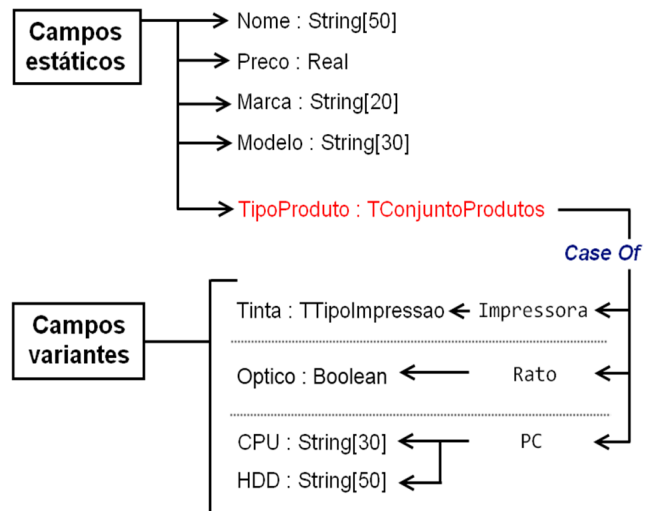 Campos
estáticos
Nome : String[50]
Preco : Real
Marca : String[20]
Modelo : String[30]
TipoProduto : TConjuntoProdutos
Case Of
Campos
variantes
Tinta : TTipoImpressao Impressora
Optico : Boolean Rato
CPU : String[30] PC
HDD : String[50]